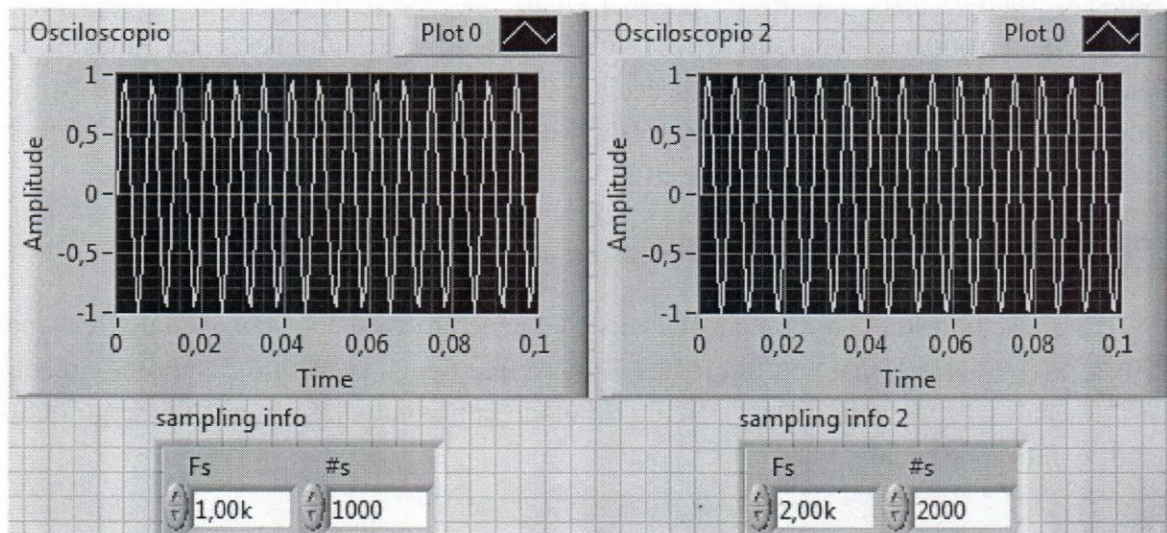 Osciloscopio Plot 0
Amplitude
1
0,5
0
-0,5
-1
0 0,02 0,04 0,06 0,08 0,1
Time
sampling info
Fs #s
1,00k 1000
Osciloscopio 2 Plot 0
Amplitude
1
0,5
0
-0,5
-1
0 0,02 0,04 0,06 0,08 0,1
Time
sampling info 2
Fs #s
2,00k 2000